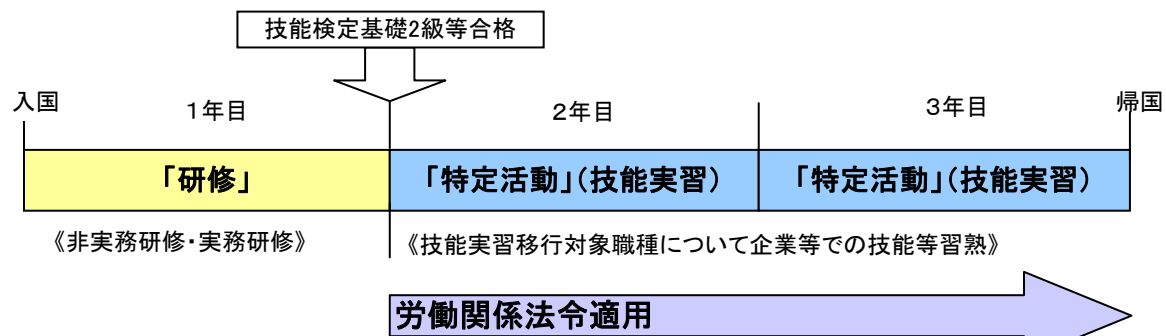 技能検定基礎2級等合格
入国
1年目
2年目
3年目
帰国
「研修」
「特定活動」(技能実習)
「特定活動」(技能実習)
《非実務研修・実務研修》
《技能実習移行対象職種について企業等での技能等習熟》
労働関係法令適用